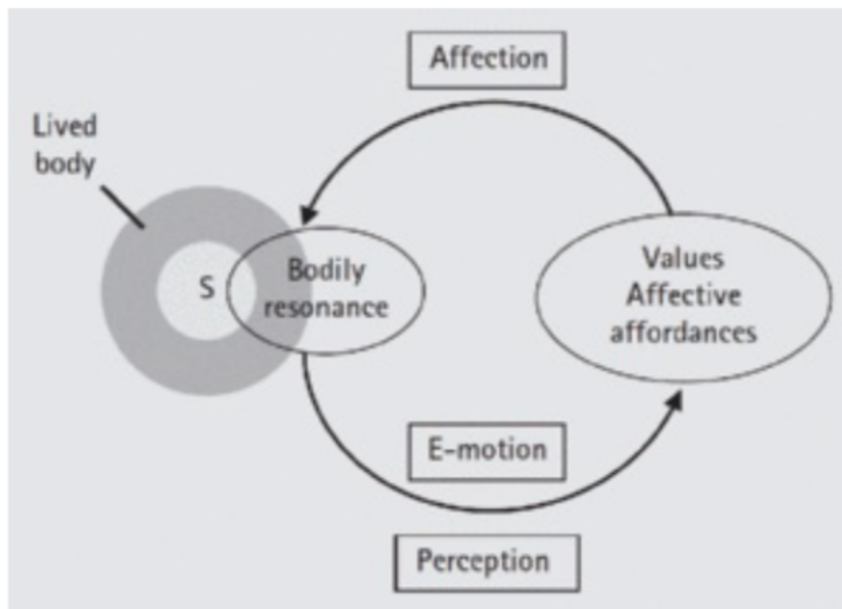 Affection
Lived
body
S
Bodily
resonance
Values
Affective
affordances
E-motion
Perception